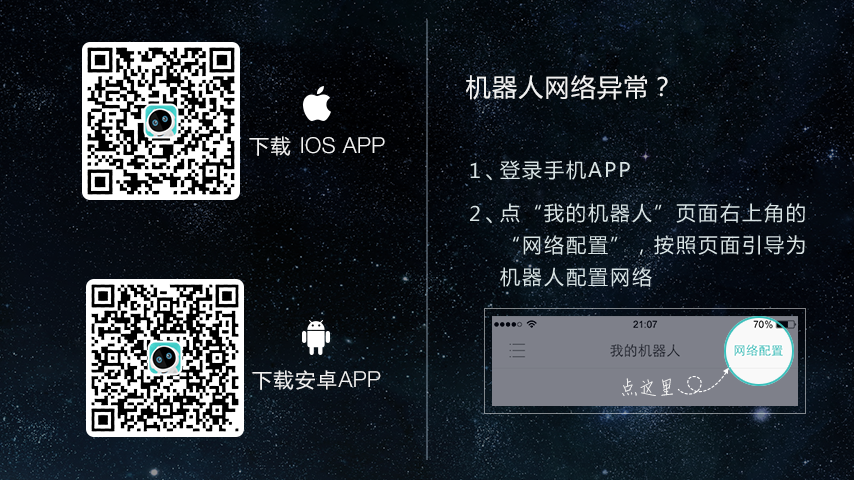 下载 IOS APP
下载安卓APP
机器人网络异常？
1、登录手机APP
2、点“我的机器人”页面右上角的
“网络配置”，按照页面引导为
机器人配置网络
21:07
70%
我的机器人
网络配置
点这里